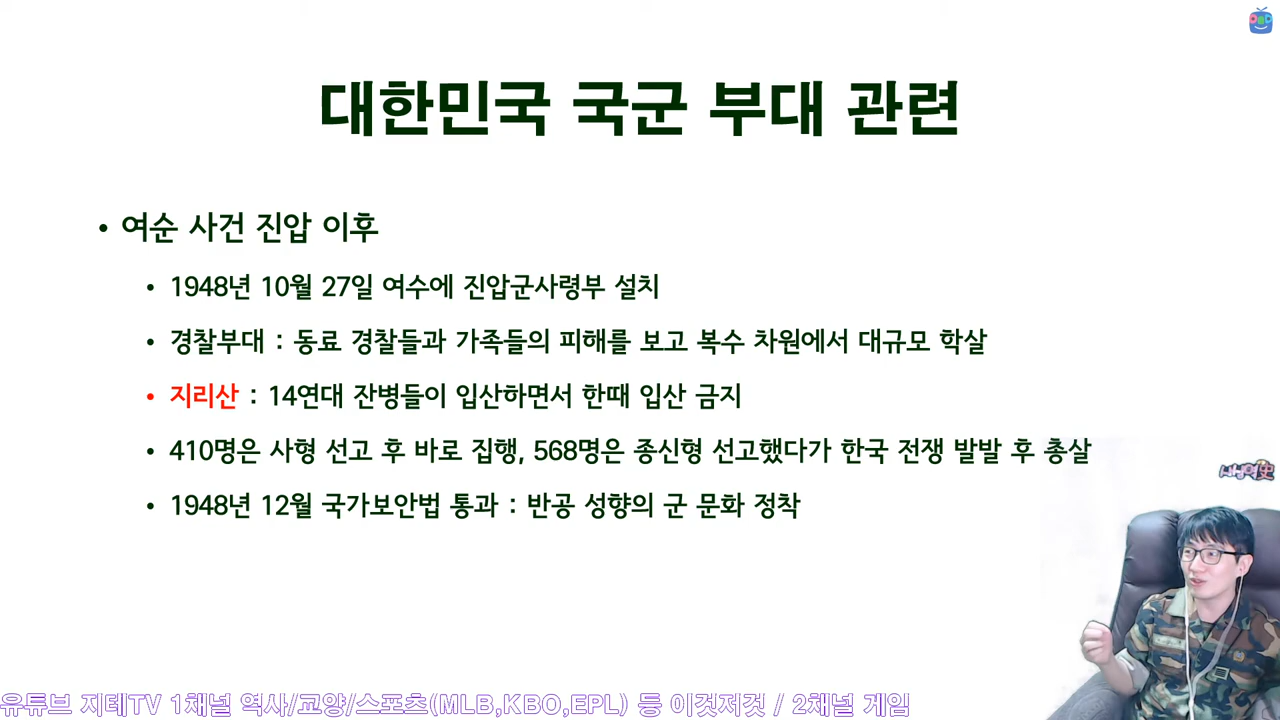 대한민국 국군 부대 관련
• 여순 사건 진압 이후
• 1948년 10월 27일 여수에 진압군사령부 설치
• 경찰부대 : 동료 경찰들과 가족들의 피해를 보고 복수 차원에서 대규모 학살
• 지리산 : 14연대 잔병들이 입산하면서 한때 입산 금지
• 410명은 사형 선고 후 바로 집행, 568명은 종신형 선고했다가 한국 전쟁 발발 후 총살
• 1948년 12월 국가보안법 통과 : 반공 성향의 군 문화 정착
유튜브 지테TV 1채널 역사/교양/스포츠(MLB,KBO,EPL) 등 이것저것 / 2채널 게임